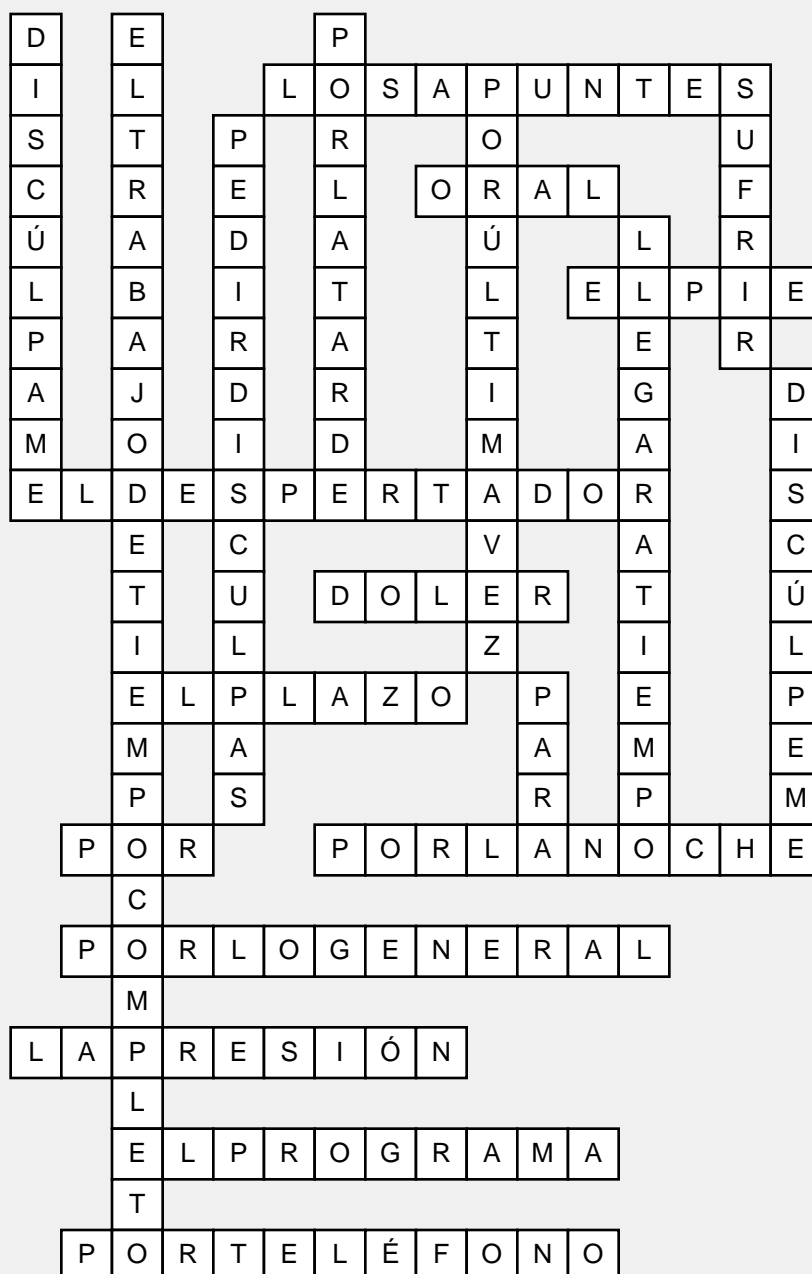 D E P
I L L O S A P U N T E S
S T P R O U
C R E L O R A L F
Ú A D A Ú L R
L B I T L E L P I E
P A R A T E R
A J D R I G D
M O I D M A I
E L D E S P E R T A D O R S
E C V A C
T U D O L E R T Ú
I L Z I L
E L P L A Z O P E P
M A A M E
P S R P M
P O R P O R L A N O C H E
C
P O R L O G E N E R A L
M
L A P R E S I Ó N
L
E L P R O G R A M A
T
P O R T E L É F O N O